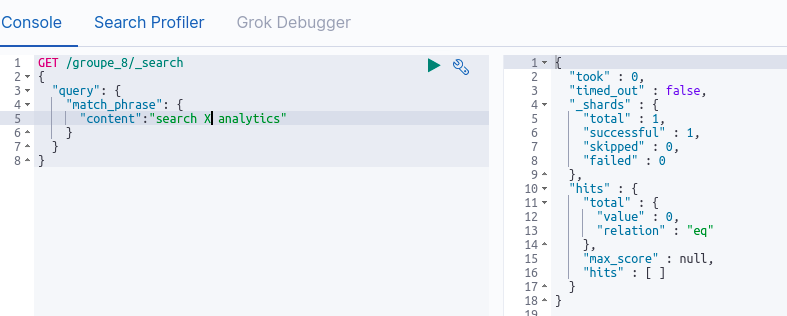 Console Search Profiler Grok Debugger
1 GET /groupe_8/_search
2 {
3 "query": {
4 "match_phrase": {
5 "content":"search X analytics"
6 }
7 }
8 }
1 {
2 "took" : 0,
3 "timed_out" : false,
4 "_shards" : {
5 "total" : 1,
6 "successful" : 1,
7 "skipped" : 0,
8 "failed" : 0
9 },
10 "hits" : {
11 "total" : {
12 "value" : 0,
13 "relation" : "eq"
14 },
15 "max_score" : null,
16 "hits" : [ ]
17 }
18 }
19